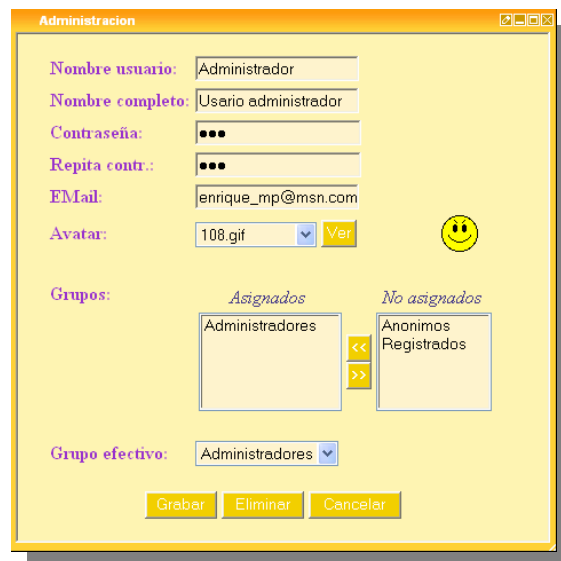 Administracion
Nombre usuario: Administrador
Nombre completo: Usario administrador
Contraseña: ●●●
Repita contr.: ●●●
EMail: enrique_mp@msn.com
Avatar: 108.gif Ver
Grupos: Asignados No asignados
Administradores Anonimos
<< Registrados
>>
Grupo efectivo: Administradores
Grabar Eliminar Cancelar